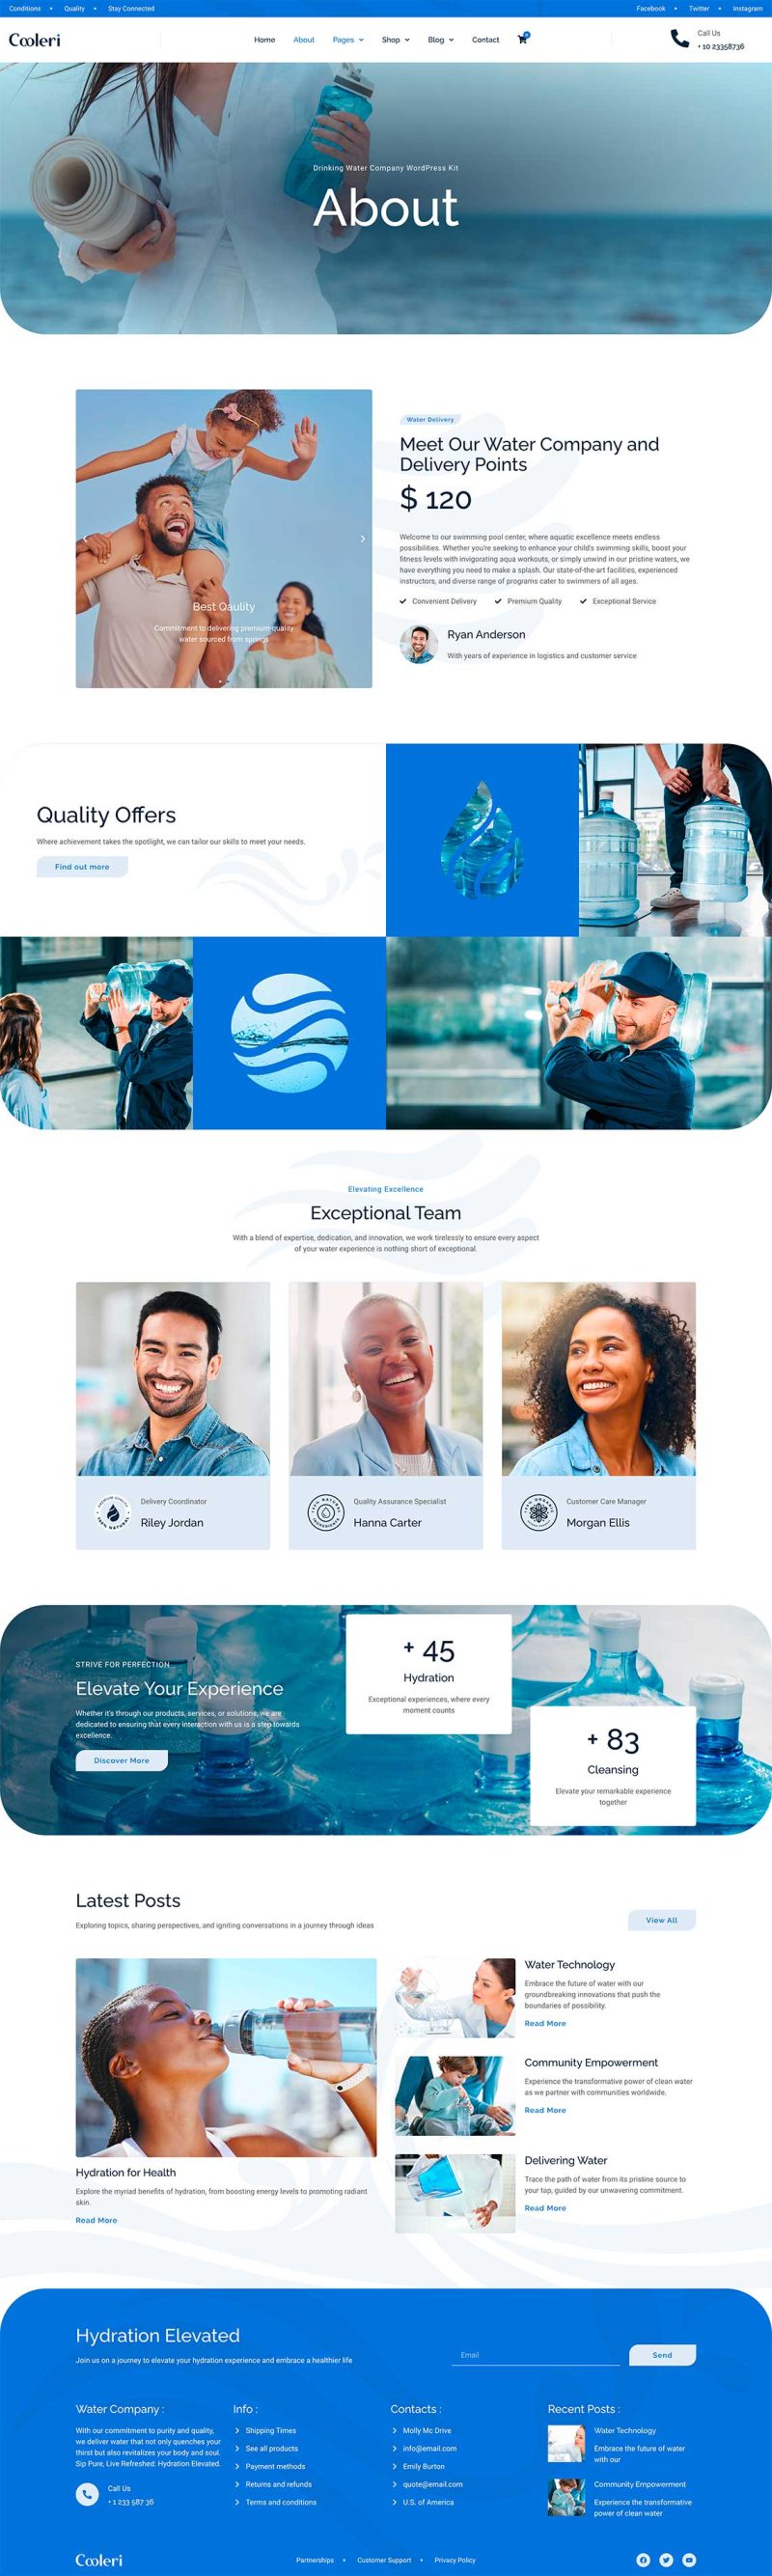 Conditions • Quality • Stay Connected
Facebook • Twitter • Instagram
Cooleri
Home About Pages Shop Blog Contact
Call Us
+ 10 23358736
Drinking Water Company WordPress Kit
About
Best Qaulity
Commitment to delivering premium-quality
water sourced from springs
Water Delivery
Meet Our Water Company and
Delivery Points
$ 120
Welcome to our swimming pool center, where aquatic excellence meets endless
possibilities. Whether you're seeking to enhance your child's swimming skills, boost your
fitness levels with invigorating aqua workouts, or simply unwind in our pristine waters, we
have everything you need to make a splash. Our state-of-the-art facilities, experienced
instructors, and diverse range of programs cater to swimmers of all ages.
Convenient Delivery Premium Quality Exceptional Service
Ryan Anderson
With years of experience in logistics and customer service
Quality Offers
Where achievement takes the spotlight, we can tailor our skills to meet your needs.
Find out more
Elevating Excellence
Exceptional Team
With a blend of expertise, dedication, and innovation, we work tirelessly to ensure every aspect
of your water experience is nothing short of exceptional
Delivery Coordinator
Riley Jordan
Quality Assurance Specialist
Hanna Carter
Customer Care Manager
Morgan Ellis
STRIVE FOR PERFECTION
Elevate Your Experience
Whether it's through our products, services, or solutions, we are
dedicated to ensuring that every interaction with us is a step towards
excellence.
Discover More
+ 45
Hydration
Exceptional experiences, where every
moment counts
+ 83
Cleansing
Elevate your remarkable experience
together
Latest Posts
Exploring topics, sharing perspectives, and igniting conversations in a journey through ideas
View All
Hydration for Health
Explore the myriad benefits of hydration, from boosting energy levels to promoting radiant
skin.
Read More
Water Technology
Embrace the future of water with our
groundbreaking innovations that push the
boundaries of possibility.
Read More
Community Empowerment
Experience the transformative power of clean water
as we partner with communities worldwide.
Read More
Delivering Water
Trace the path of water from its pristine source to
your tap, guided by our unwavering commitment.
Read More
Hydration Elevated
Join us on a journey to elevate your hydration experience and embrace a healthier life
Email
Send
Water Company :
With our commitment to purity and quality,
we deliver water that not only quenches your
thirst but also revitalizes your body and soul.
Sip Pure, Live Refreshed: Hydration Elevated.
Call Us
+ 1 233 587 36
Info :
Shipping Times
See all products
Payment methods
Returns and refunds
Terms and conditions
Contacts :
Molly Mc Drive
info@email.com
Emily Burton
quote@email.com
U.S. of America
Recent Posts :
Water Technology
Embrace the future of water
with our
Community Empowerment
Experience the transformative
power of clean water
Cooleri
Partnerships • Customer Support • Privacy Policy